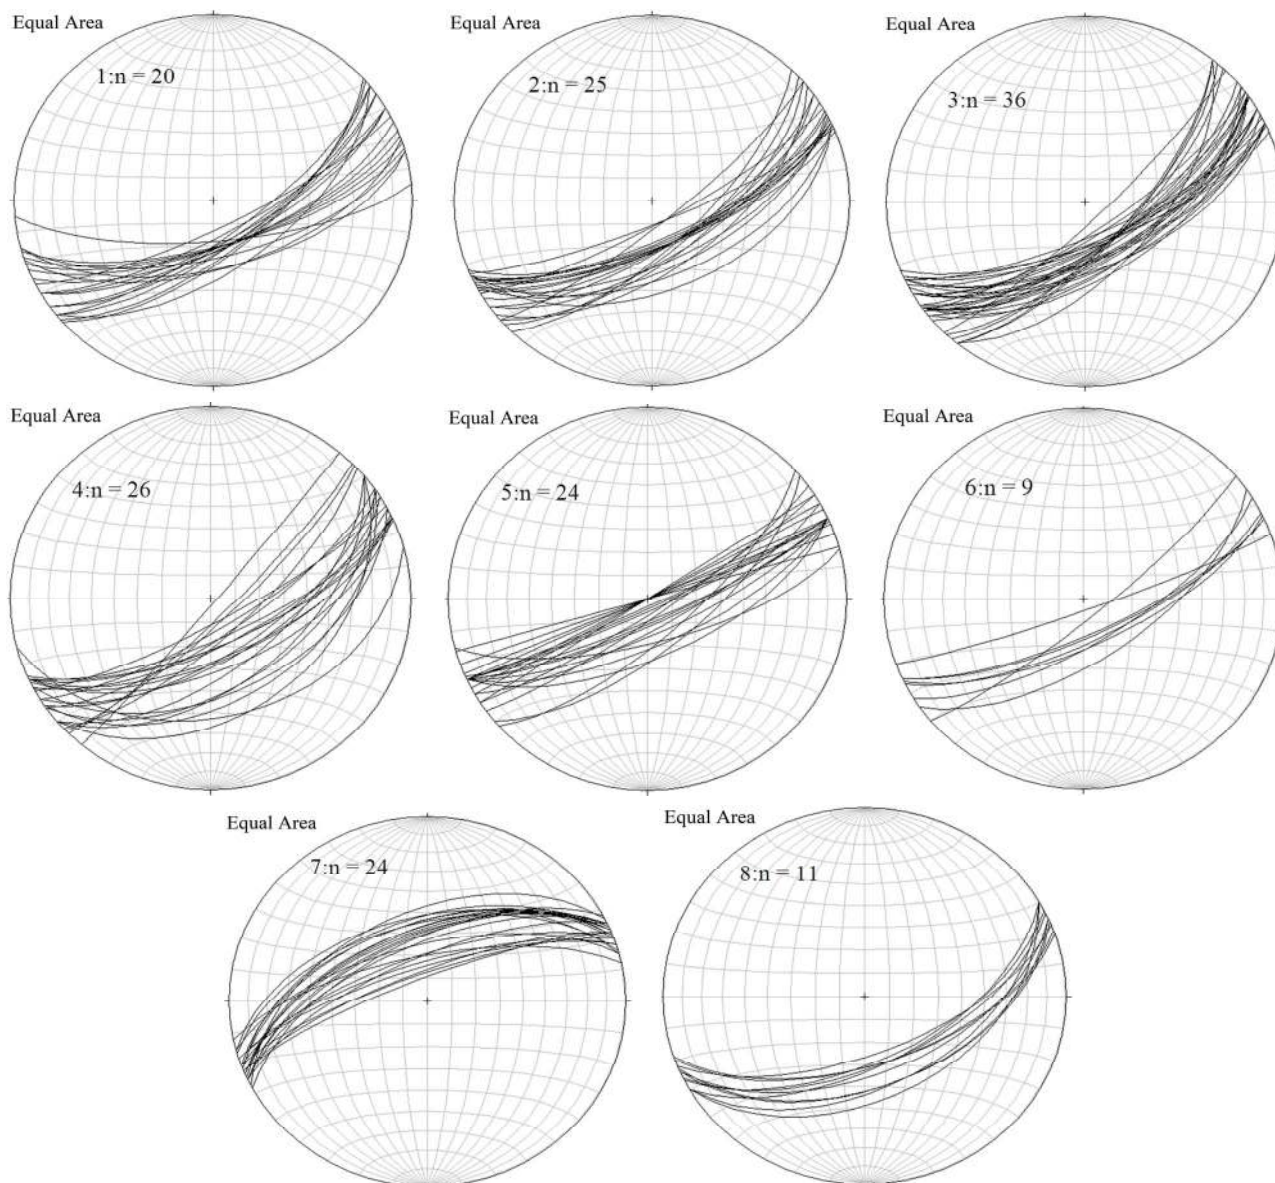 Equal Area
1:n = 20
Equal Area
2:n = 25
Equal Area
3:n = 36
Equal Area
4:n = 26
Equal Area
5:n = 24
Equal Area
6:n = 9
Equal Area
7:n = 24
Equal Area
8:n = 11